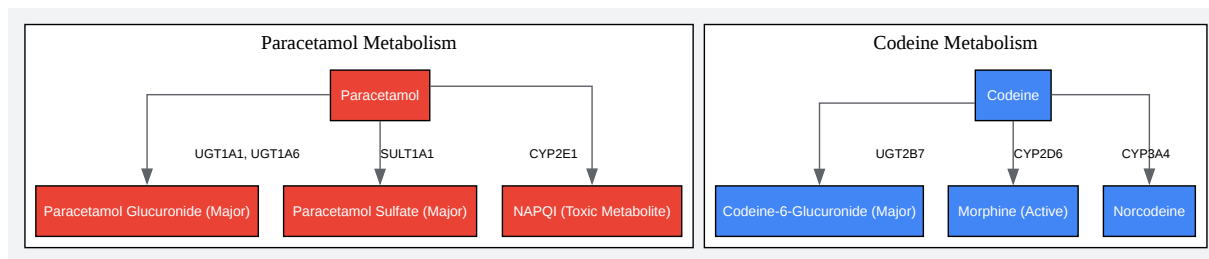 Paracetamol Metabolism
Paracetamol
UGT1A1, UGT1A6
SULT1A1
CYP2E1
Paracetamol Glucuronide (Major)
Paracetamol Sulfate (Major)
NAPQI (Toxic Metabolite)
Codeine Metabolism
Codeine
UGT2B7
CYP2D6
CYP3A4
Codeine-6-Glucuronide (Major)
Morphine (Active)
Norcodeine